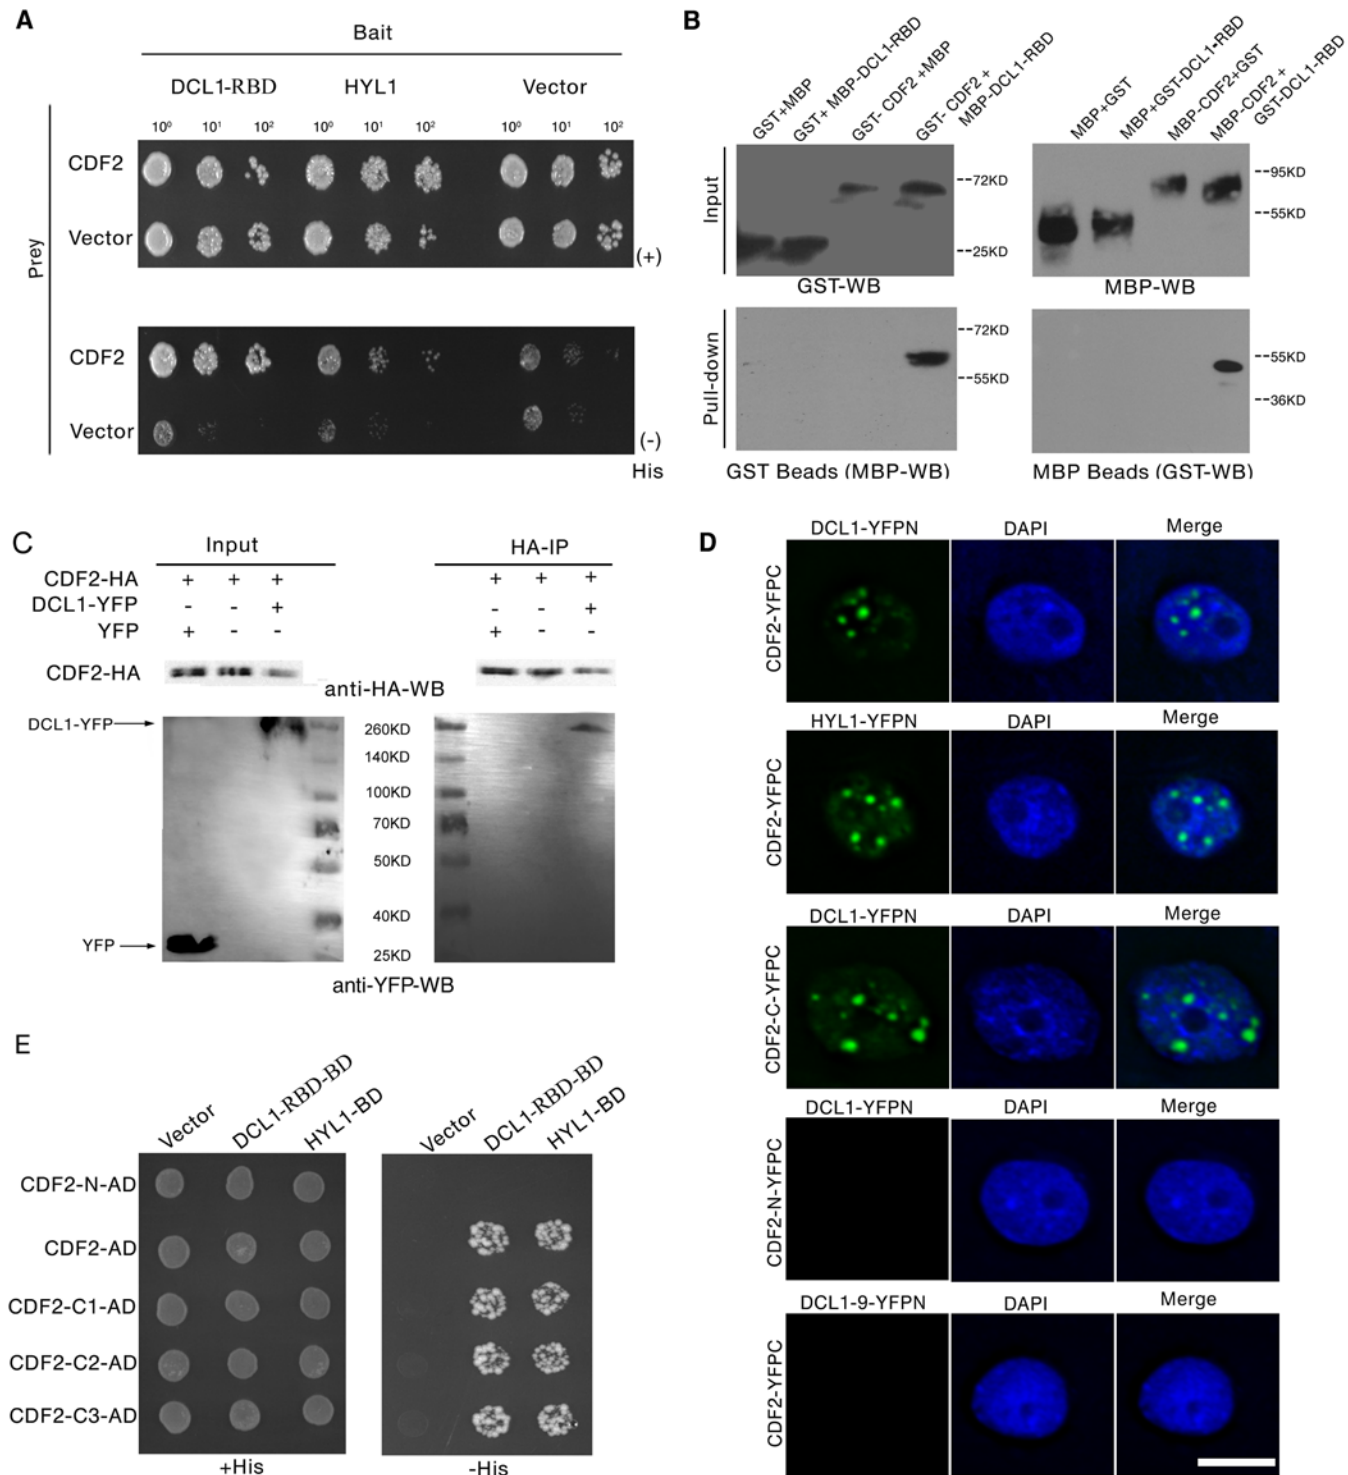 A
Bait
DCL1-RBD HYL1 Vector
10⁰ 10¹ 10² 10⁰ 10¹ 10² 10⁰ 10¹ 10²
Prey
CDF2
Vector
(+)
CDF2
Vector
(-)
His
B
GST+MBP
GST+ MBP-DCL1-RBD
GST- CDF2 +MBP
GST- CDF2 +
MBP-DCL1-RBD
Input
--72KD
--25KD
GST-WB
Pull-down
--72KD
--55KD
GST Beads (MBP-WB)
MBP+GST
MBP+GST-DCL1-RBD
MBP-CDF2+GST
MBP-CDF2 +
GST-DCL1-RBD
--95KD
--55KD
MBP-WB
--55KD
--36KD
MBP Beads (GST-WB)
C
Input HA-IP
CDF2-HA + + + + + +
DCL1-YFP - - + - - +
YFP + - - + - -
CDF2-HA
anti-HA-WB
DCL1-YFP
260KD
140KD
100KD
70KD
50KD
40KD
25KD
YFP
anti-YFP-WB
D
DCL1-YFPN DAPI Merge
CDF2-YFPC
HYL1-YFPN DAPI Merge
CDF2-YFPC
DCL1-YFPN DAPI Merge
CDF2-C-YFPC
DCL1-YFPN DAPI Merge
CDF2-N-YFPC
DCL1-9-YFPN DAPI Merge
CDF2-YFPC
E
Vector
DCL1-RBD-BD
HYL1-BD
Vector
DCL1-RBD-BD
HYL1-BD
CDF2-N-AD
CDF2-AD
CDF2-C1-AD
CDF2-C2-AD
CDF2-C3-AD
+His
-His